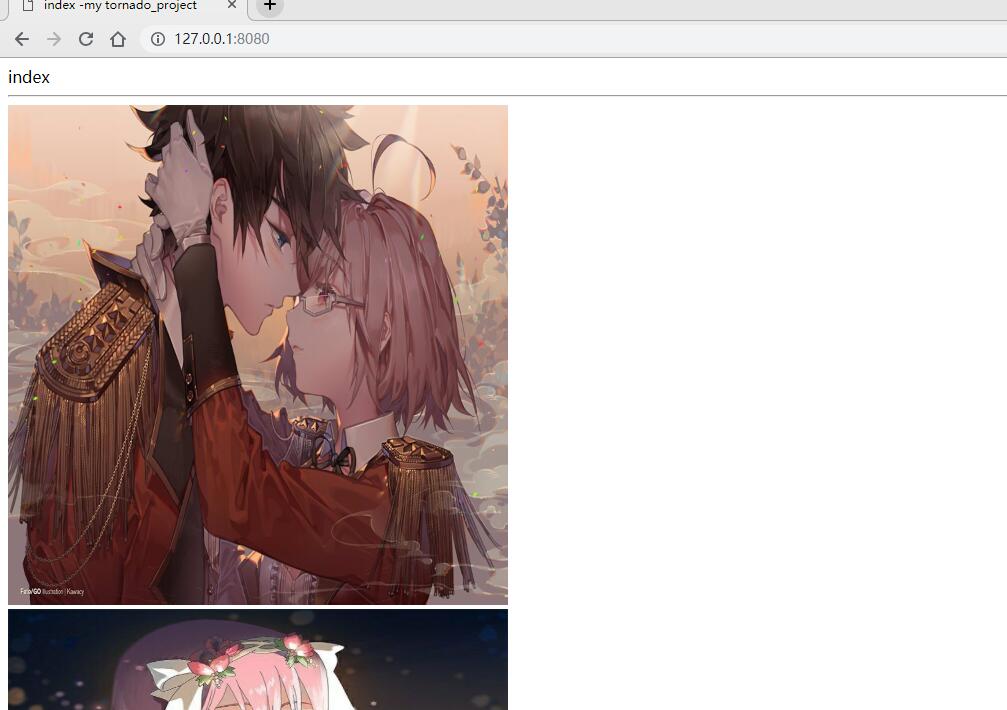 index -my tornado_project
127.0.0.1:8080
index
Fate/GO Illustration | Kawacy